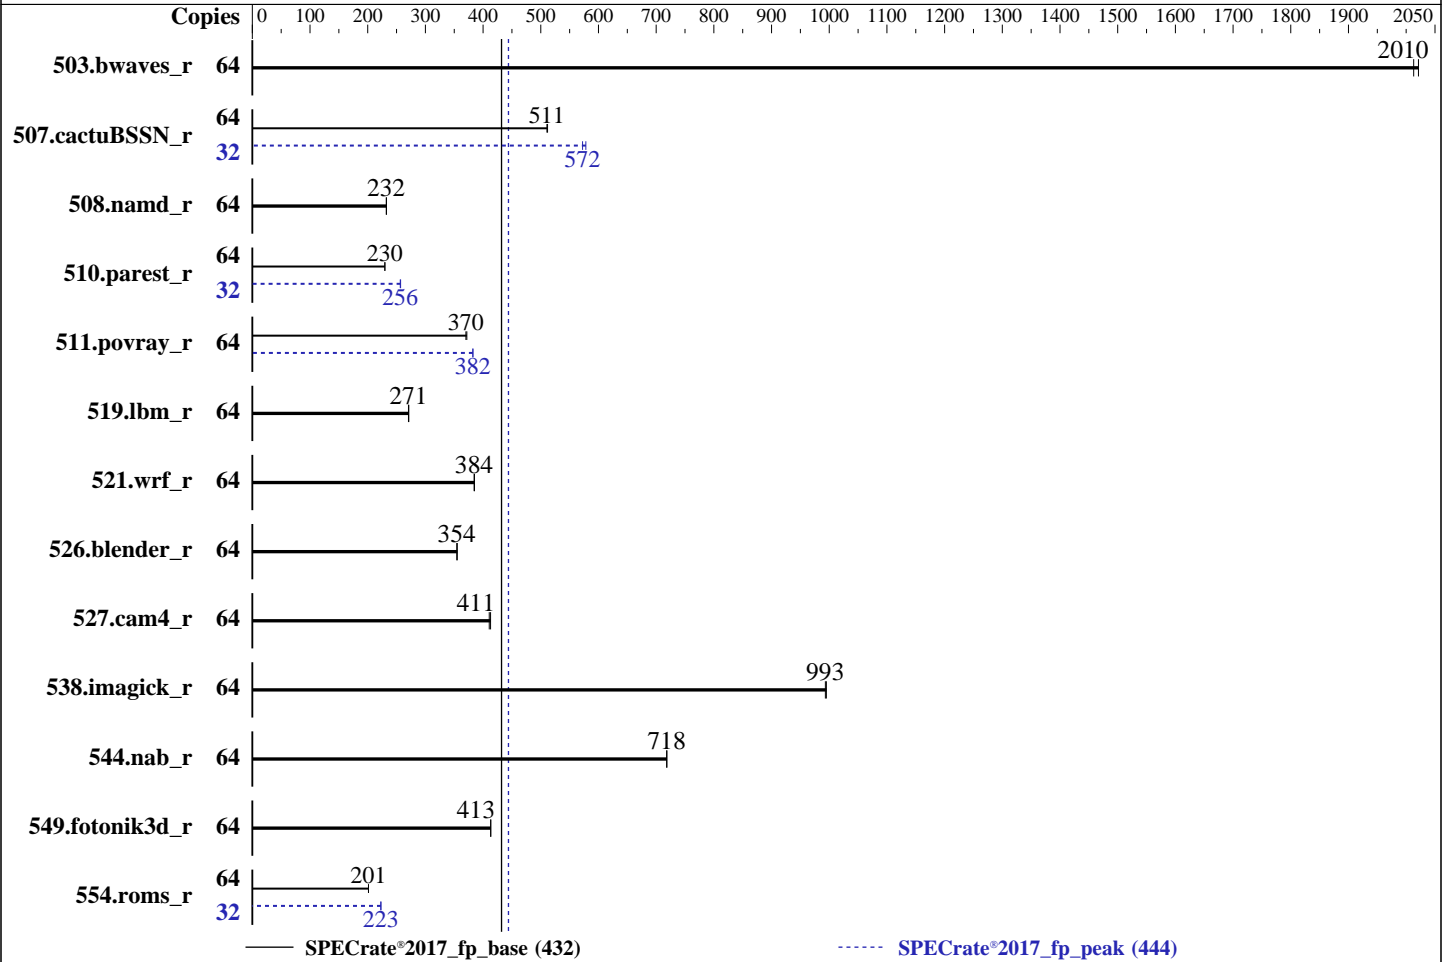 Copies 0 100 200 300 400 500 600 700 800 900 1000 1100 1200 1300 1400 1500 1600 1700 1800 1900 2050
2010
503.bwaves_r 64
64 511
507.cactuBSSN_r
32 572
232
508.namd_r 64
64 230
510.parest_r
32 256
370
511.povray_r 64
382
271
519.lbm_r 64
384
521.wrf_r 64
354
526.blender_r 64
411
527.cam4_r 64
993
538.imagick_r 64
718
544.nab_r 64
413
549.fotonik3d_r 64
64 201
554.roms_r
32 223
SPECrate®2017_fp_base (432) SPECrate®2017_fp_peak (444)